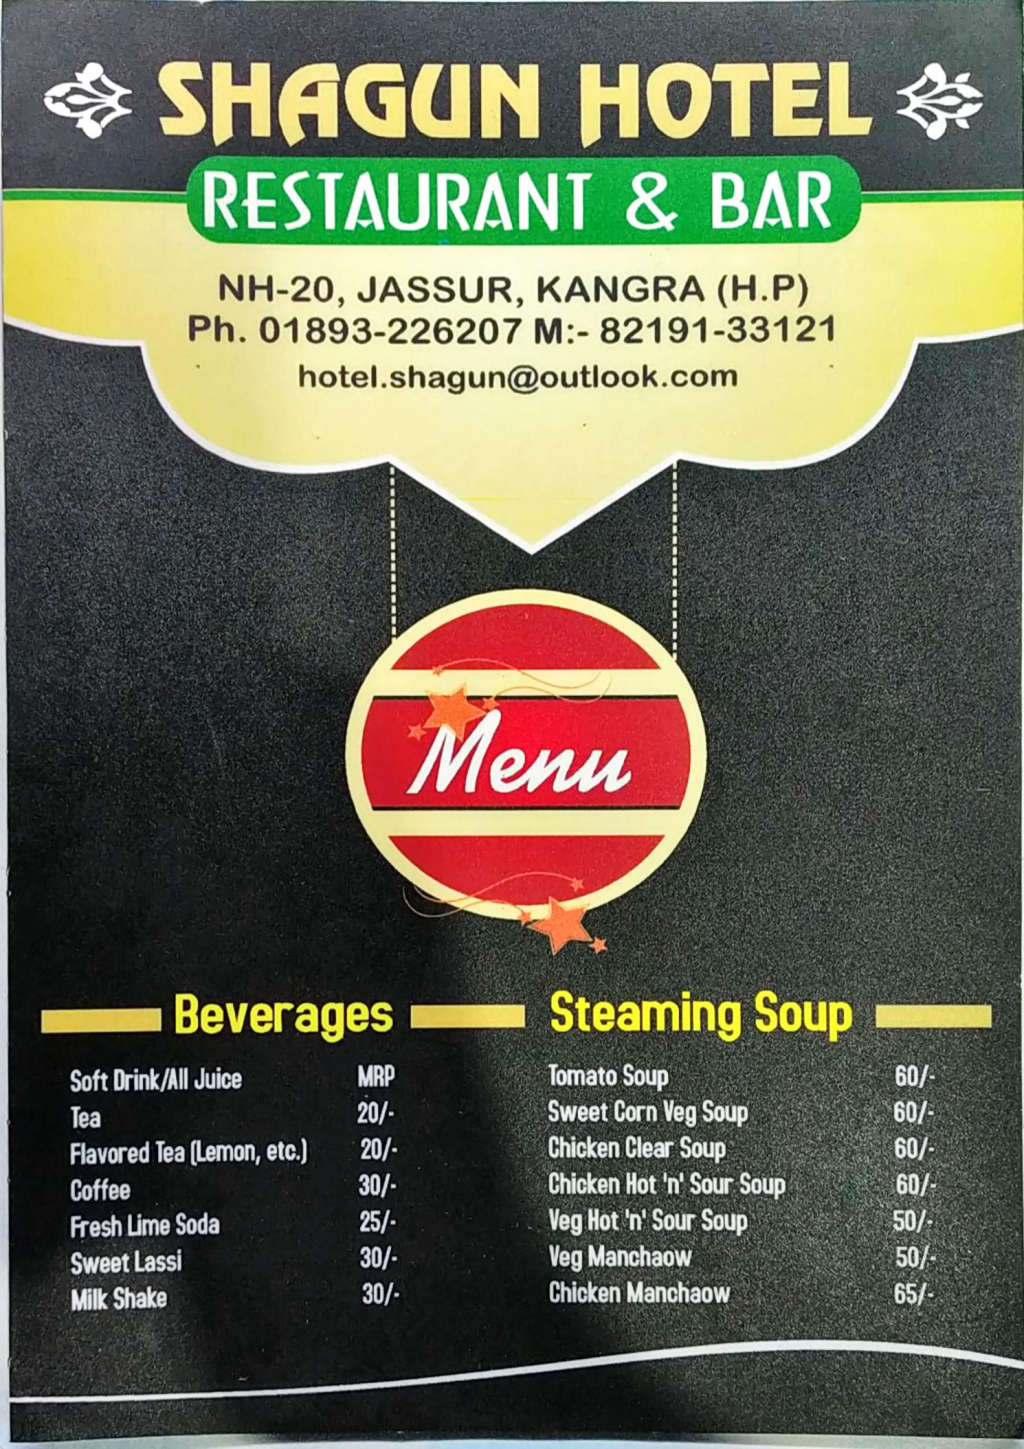 SHAGUN HOTEL
RESTAURANT & BAR
NH-20, JASSUR, KANGRA (H.P)
Ph. 01893-226207 M:- 82191-33121
hotel.shagun@outlook.com
Menu
Beverages
Soft Drink/All Juice MRP
Tea 20/-
Flavored Tea (Lemon, etc.) 20/-
Coffee 30/-
Fresh Lime Soda 25/-
Sweet Lassi 30/-
Milk Shake 30/-
Steaming Soup
Tomato Soup 60/-
Sweet Corn Veg Soup 60/-
Chicken Clear Soup 60/-
Chicken Hot 'n' Sour Soup 60/-
Veg Hot 'n' Sour Soup 50/-
Veg Manchaow 50/-
Chicken Manchaow 65/-